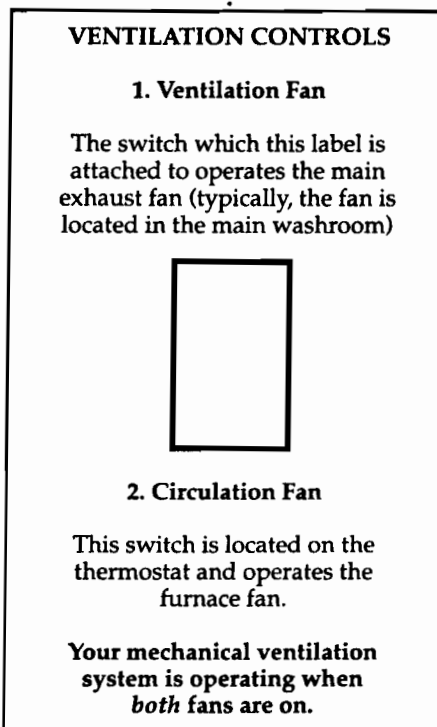 VENTILATION CONTROLS
1. Ventilation Fan
The switch which this label is
attached to operates the main
exhaust fan (typically, the fan is
located in the main washroom)
2. Circulation Fan
This switch is located on the
thermostat and operates the
furnace fan.
Your mechanical ventilation
system is operating when
both fans are on.